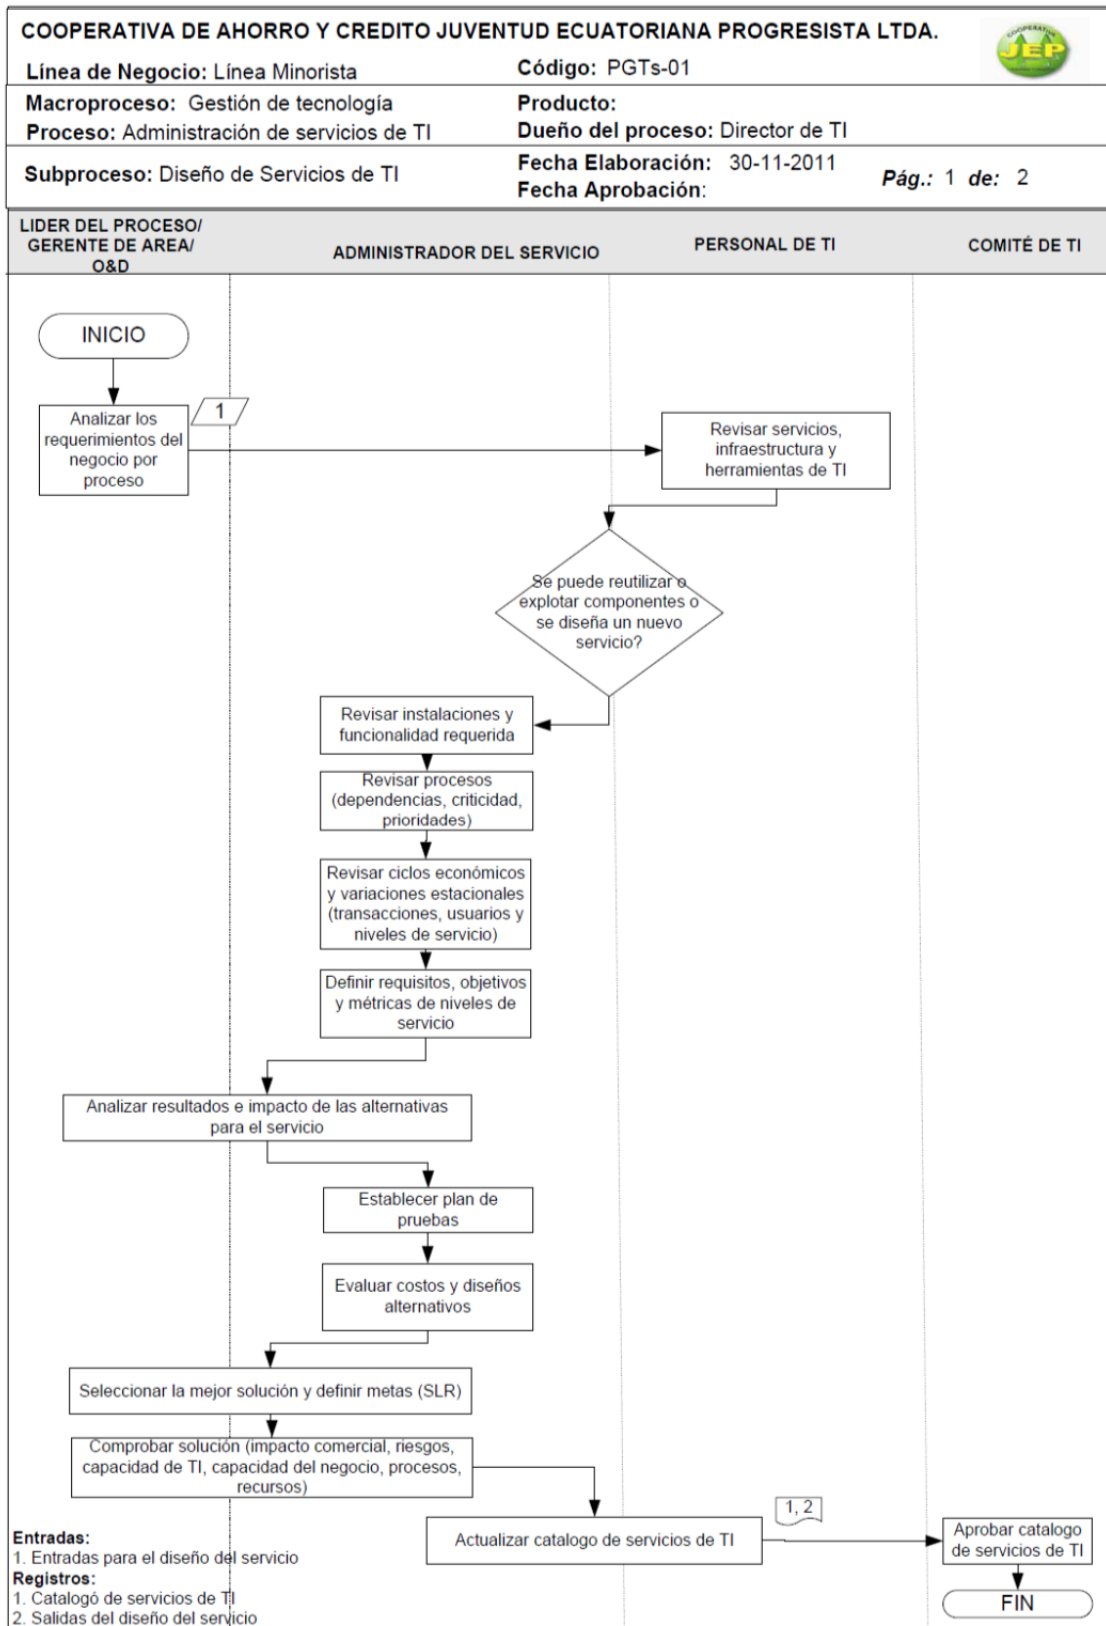 COOPERATIVA DE AHORRO Y CREDITO JUVENTUD ECUATORIANA PROGRESISTA LTDA.
COOPERATIVA
JEP
Línea de Negocio: Línea Minorista
Código: PGTs-01
Macroproceso: Gestión de tecnología
Producto:
Proceso: Administración de servicios de TI
Dueño del proceso: Director de TI
Subproceso: Diseño de Servicios de TI
Fecha Elaboración: 30-11-2011
Fecha Aprobación:
Pág.: 1 de: 2
LIDER DEL PROCESO/
GERENTE DE AREA/
O&D
ADMINISTRADOR DEL SERVICIO
PERSONAL DE TI
COMITÉ DE TI
INICIO
Analizar los
requerimientos del
negocio por
proceso
1
Revisar servicios,
infraestructura y
herramientas de TI
Se puede reutilizar o
explotar componentes o
se diseña un nuevo
servicio?
Revisar instalaciones y
funcionalidad requerida
Revisar procesos
(dependencias, criticidad,
prioridades)
Revisar ciclos económicos
y variaciones estacionales
(transacciones, usuarios y
niveles de servicio)
Definir requisitos, objetivos
y métricas de niveles de
servicio
Analizar resultados e impacto de las alternativas
para el servicio
Establecer plan de
pruebas
Evaluar costos y diseños
alternativos
Seleccionar la mejor solución y definir metas (SLR)
Comprobar solución (impacto comercial, riesgos,
capacidad de TI, capacidad del negocio, procesos,
recursos)
Actualizar catalogo de servicios de TI
1, 2
Aprobar catalogo
de servicios de TI
FIN
Entradas:
1. Entradas para el diseño del servicio
Registros:
1. Catalogó de servicios de TI
2. Salidas del diseño del servicio